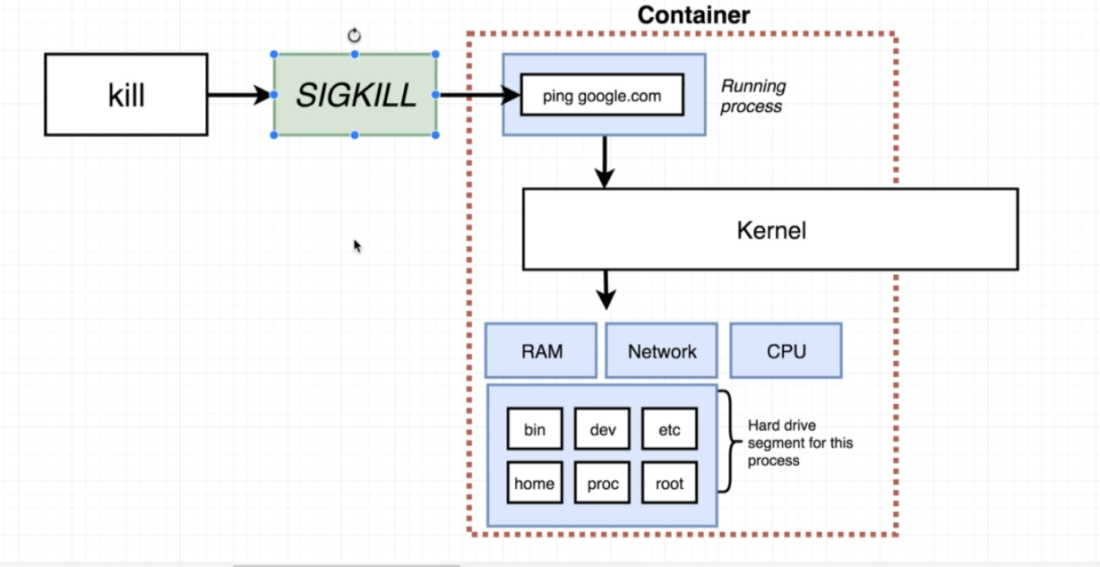 Container
kill
SIGKILL
ping google.com
Running
process
Kernel
RAM
Network
CPU
bin
dev
etc
home
proc
root
Hard drive
segment for this
process